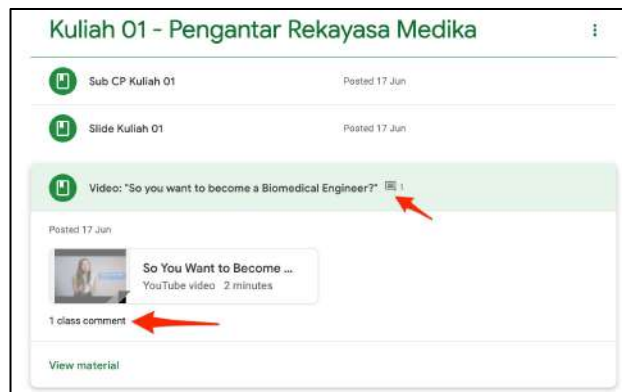 Kuliah 01 - Pengantar Rekayasa Medika
Sub CP Kuliah 01 Posted 17 Jun
Slide Kuliah 01 Posted 17 Jun
Video: "So you want to become a Biomedical Engineer?" 1
Posted 17 Jun
So You Want to Become ...
YouTube video 2 minutes
1 class comment
View material